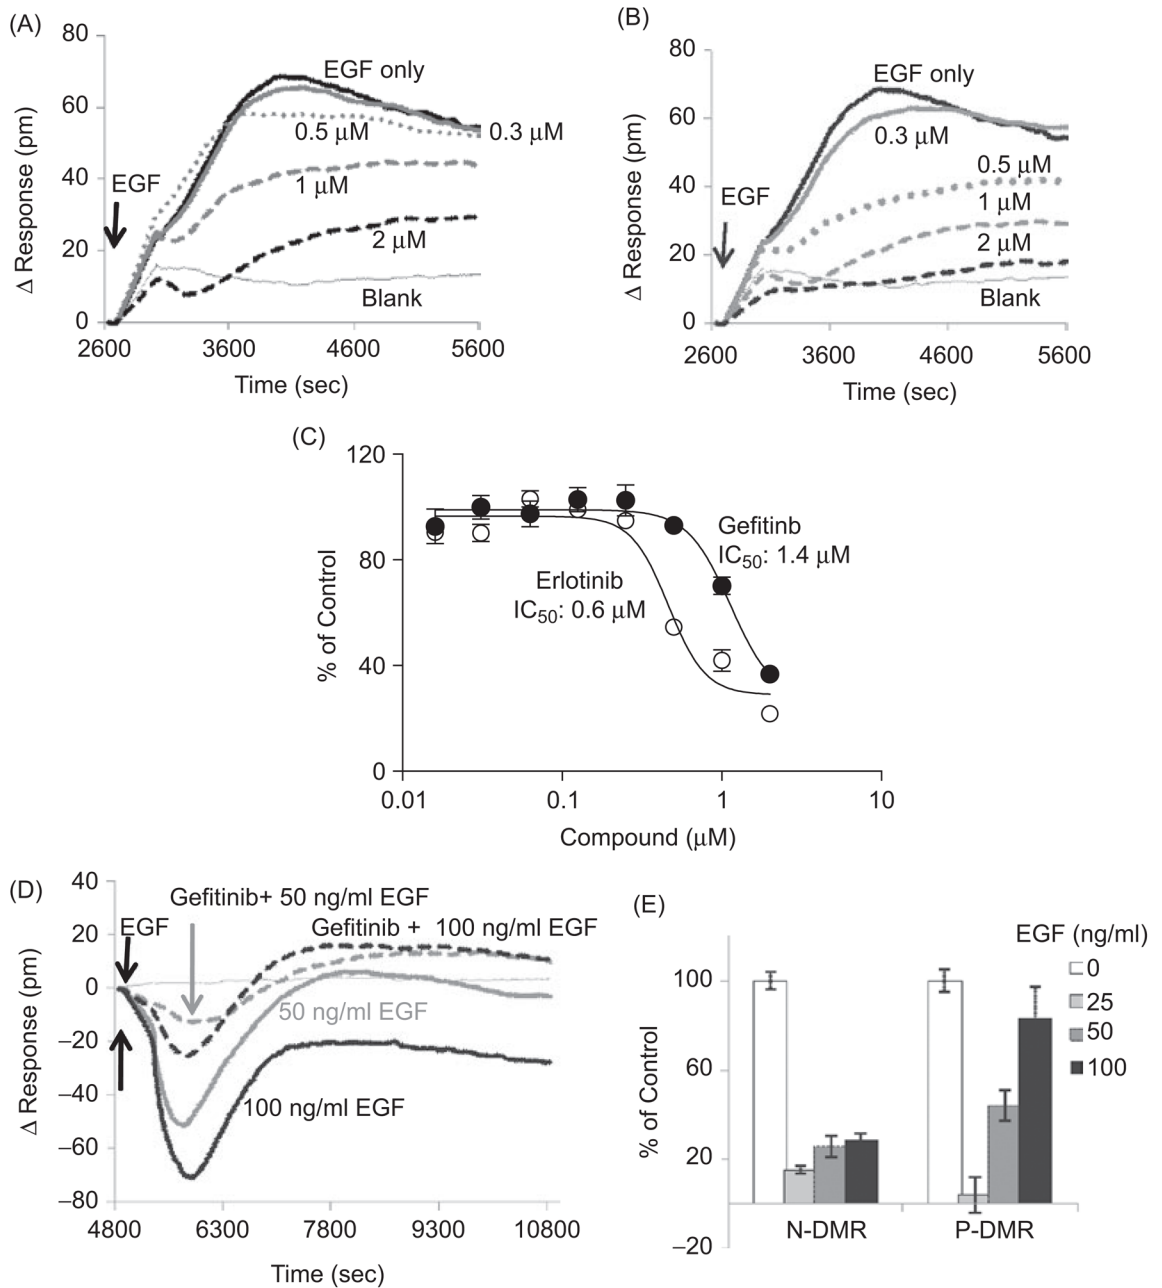 (A)
80
60
40
20
0
Δ Response (pm)
EGF
EGF only
0.5 μM
0.3 μM
1 μM
2 μM
Blank
2600 3600 4600 5600
Time (sec)
(B)
80
60
40
20
0
Δ Response (pm)
EGF
EGF only
0.3 μM
0.5 μM
1 μM
2 μM
Blank
2600 3600 4600 5600
Time (sec)
(C)
120
80
40
0
% of Control
Gefitinb
IC50: 1.4 μM
Erlotinib
IC50: 0.6 μM
0.01 0.1 1 10
Compound (μM)
(D)
40
20
0
–20
–40
–60
–80
Δ Response (pm)
Gefitinib+ 50 ng/ml EGF
EGF
Gefitinib + 100 ng/ml EGF
50 ng/ml EGF
100 ng/ml EGF
4800 6300 7800 9300 10800
Time (sec)
(E)
100
60
20
–20
% of Control
EGF (ng/ml)
0
25
50
100
N-DMR P-DMR